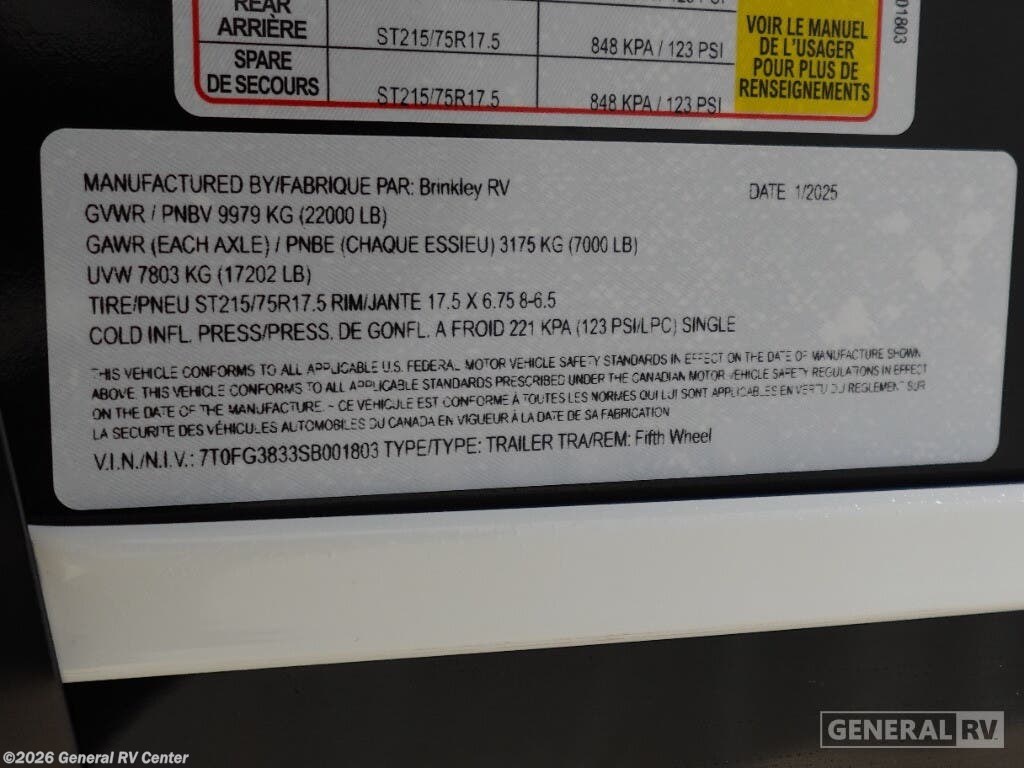 REAR
ARRIÈRE ST215/75R17.5 848 KPA / 123 PSI
SPARE
DE SECOURS ST215/75R17.5 848 KPA / 123 PSI
VOIR LE MANUEL
DE L'USAGER
POUR PLUS DE
RENSEIGNEMENTS
01803
MANUFACTURED BY/FABRIQUE PAR: Brinkley RV DATE 1/2025
GVWR / PNBV 9979 KG (22000 LB)
GAWR (EACH AXLE) / PNBE (CHAQUE ESSIEU) 3175 KG (7000 LB)
UVW 7803 KG (17202 LB)
TIRE/PNEU ST215/75R17.5 RIM/JANTE 17.5 X 6.75 8-6.5
COLD INFL. PRESS/PRESS. DE GONFL. A FROID 221 KPA (123 PSI/LPC) SINGLE
THIS VEHICLE CONFORMS TO ALL APPLICABLE U.S. FEDERAL MOTOR VEHICLE SAFETY STANDARDS IN EFFECT ON THE DATE OF MANUFACTURE SHOWN
ABOVE. THIS VEHICLE CONFORMS TO ALL APPLICABLE STANDARDS PRESCRIBED UNDER THE CANADIAN MOTOR VEHICLE SAFETY REGULATIONS IN EFFECT
ON THE DATE OF THE MANUFACTURE. - CE VEHICULE EST CONFORME À TOUTES LES NORMES QUI LUI SONT APPLICABLES EN VERTU DU REGLEMENT SUR
LA SECURITE DES VÉHICULES AUTOMOBILES DU CANADA EN VIGUEUR À LA DATE DE SA FABRICATION
V.I.N./N.I.V.: 7T0FG3833SB001803 TYPE/TYPE: TRAILER TRA/REM: Fifth Wheel
GENERAL RV
©2026 General RV Center